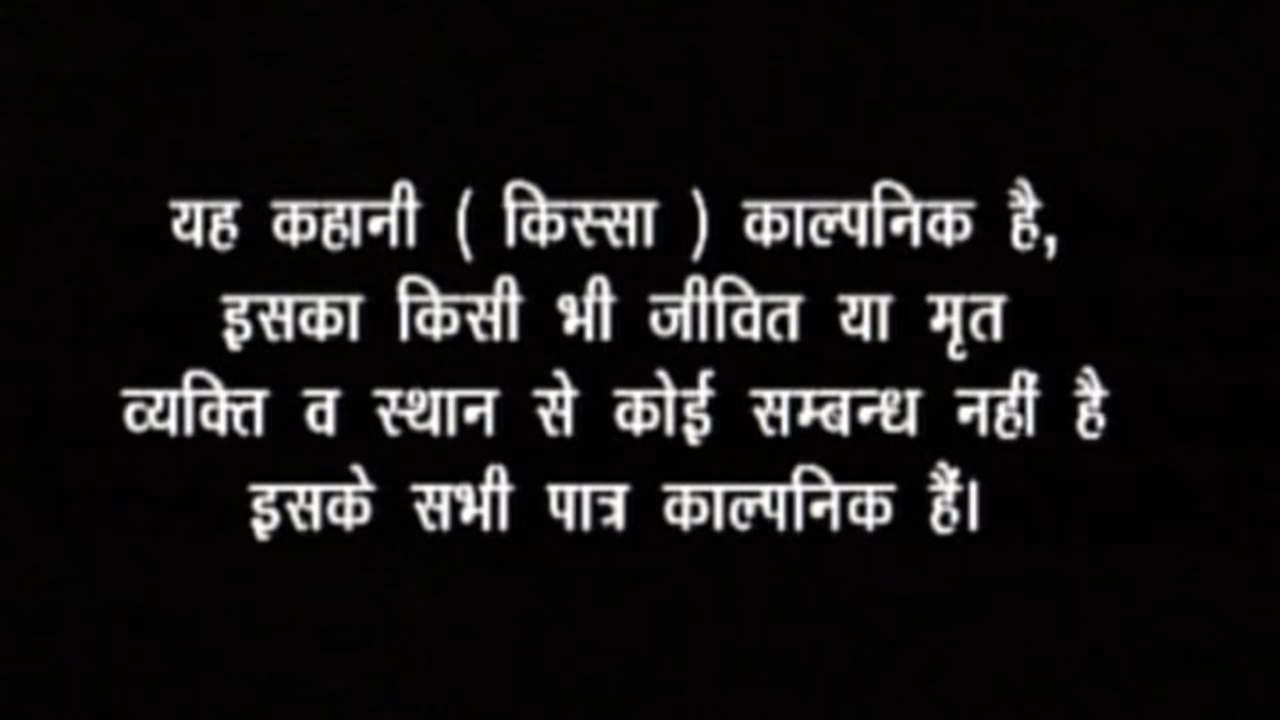 यह कहानी ( किस्सा ) काल्पनिक है,
इसका किसी भी जीवित या मृत
व्यक्ति व स्थान से कोई सम्बन्ध नहीं है
इसके सभी पात्र काल्पनिक हैं।